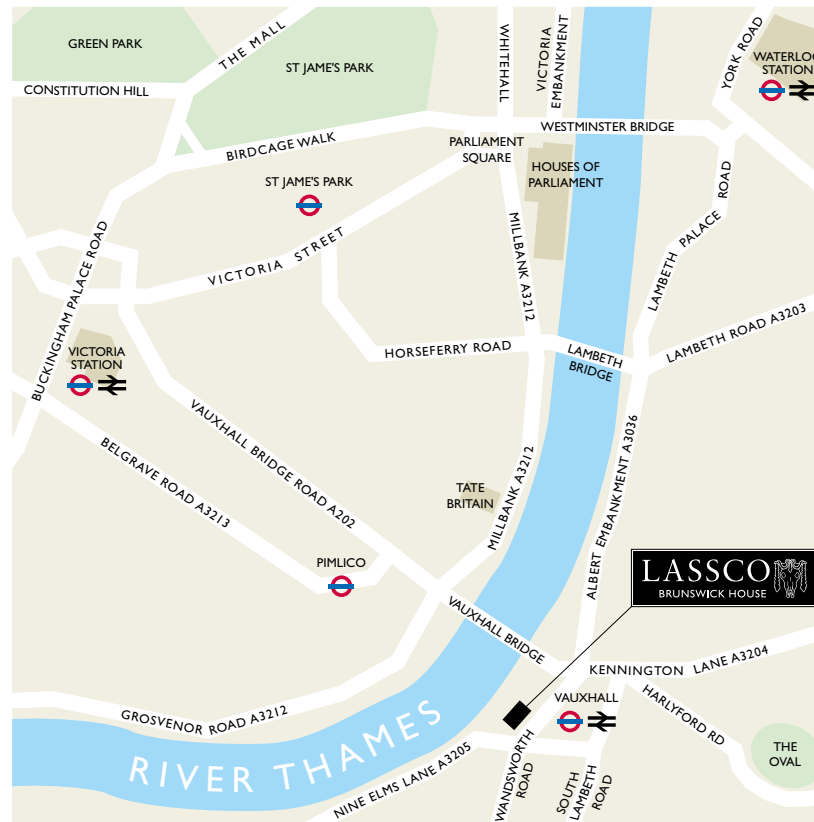 GREEN PARK
THE MALL
ST JAME'S PARK
WHITEHALL
VICTORIA
EMBANKMENT
YORK ROAD
WATERLOO
STATION
CONSTITUTION HILL
BIRDCAGE WALK
PARLIAMENT
SQUARE
WESTMINSTER BRIDGE
HOUSES OF
PARLIAMENT
ST JAME'S PARK
LAMBETH PALACE ROAD
VICTORIA STREET
MILLBANK A3212
BUCKINGHAM PALACE ROAD
VICTORIA
STATION
HORSEFERRY ROAD
LAMBETH
BRIDGE
LAMBETH ROAD A3203
VAUXHALL BRIDGE ROAD A202
BELGRAVE ROAD A3213
TATE
BRITAIN
MILLBANK A3212
ALBERT EMBANKMENT A3036
PIMLICO
LASSCO
BRUNSWICK HOUSE
VAUXHALL BRIDGE
KENNINGTON LANE A3204
VAUXHALL
HARLYFORD RD
GROSVENOR ROAD A3212
RIVER THAMES
NINE ELMS LANE A3205
WANDSWORTH
ROAD
SOUTH
LAMBETH
ROAD
THE
OVAL